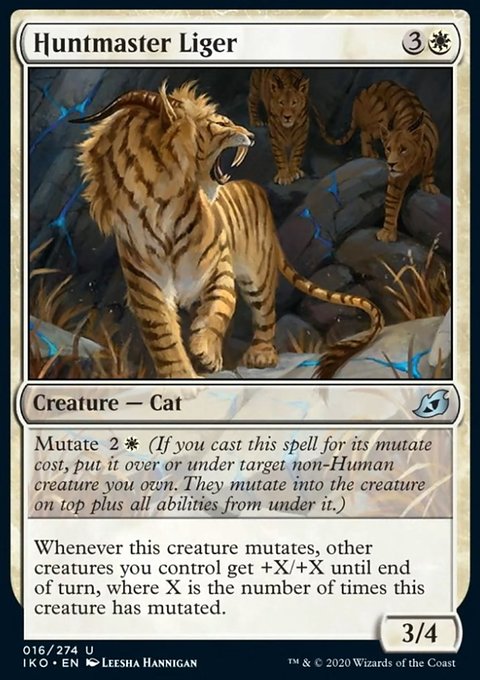 Huntmaster Liger 3
Creature — Cat
Mutate 2 (If you cast this spell for its mutate
cost, put it over or under target non-Human
creature you own. They mutate into the creature
on top plus all abilities from under it.)
Whenever this creature mutates, other
creatures you control get +X/+X until end
of turn, where X is the number of times this
creature has mutated.
3/4
016/274 U
IKO • EN Leesha Hannigan
™ & © 2020 Wizards of the Coast